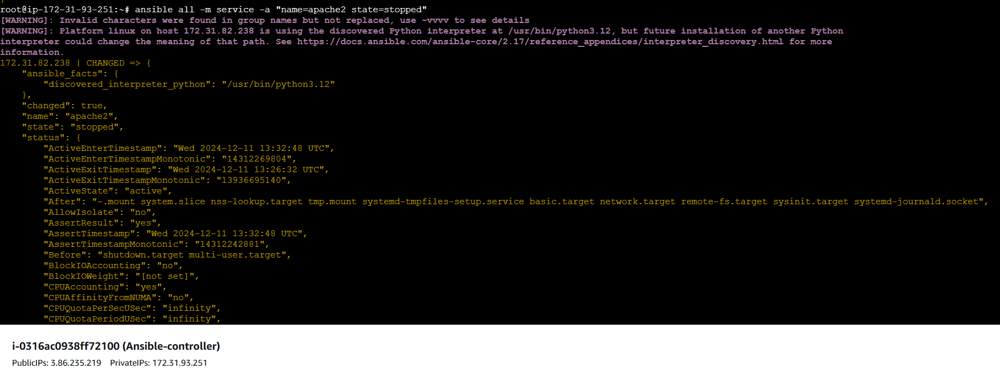 root@ip-172-31-93-251:~# ansible all -m service -a "name=apache2 state=stopped"
[WARNING]: Invalid characters were found in group names but not replaced, use -vvvv to see details
[WARNING]: Platform linux on host 172.31.82.238 is using the discovered Python interpreter at /usr/bin/python3.12, but future installation of another Python
interpreter could change the meaning of that path. See https://docs.ansible.com/ansible-core/2.17/reference_appendices/interpreter_discovery.html for more
information.
172.31.82.238 | CHANGED => {
    "ansible_facts": {
        "discovered_interpreter_python": "/usr/bin/python3.12"
    },
    "changed": true,
    "name": "apache2",
    "state": "stopped",
    "status": {
        "ActiveEnterTimestamp": "Wed 2024-12-11 13:32:48 UTC",
        "ActiveEnterTimestampMonotonic": "14312269804",
        "ActiveExitTimestamp": "Wed 2024-12-11 13:26:32 UTC",
        "ActiveExitTimestampMonotonic": "13936695140",
        "ActiveState": "active",
        "After": "-.mount system.slice nss-lookup.target tmp.mount systemd-tmpfiles-setup.service basic.target network.target remote-fs.target sysinit.target systemd-journald.socket",
        "AllowIsolate": "no",
        "AssertResult": "yes",
        "AssertTimestamp": "Wed 2024-12-11 13:32:48 UTC",
        "AssertTimestampMonotonic": "14312242881",
        "Before": "shutdown.target multi-user.target",
        "BlockIOAccounting": "no",
        "BlockIOWeight": "[not set]",
        "CPUAccounting": "yes",
        "CPUAffinityFromNUMA": "no",
        "CPUQuotaPerSecUSec": "infinity",
        "CPUQuotaPeriodUSec": "infinity",
i-0316ac0938ff72100 (Ansible-controller)
PublicIPs: 3.86.235.219 PrivateIPs: 172.31.93.251